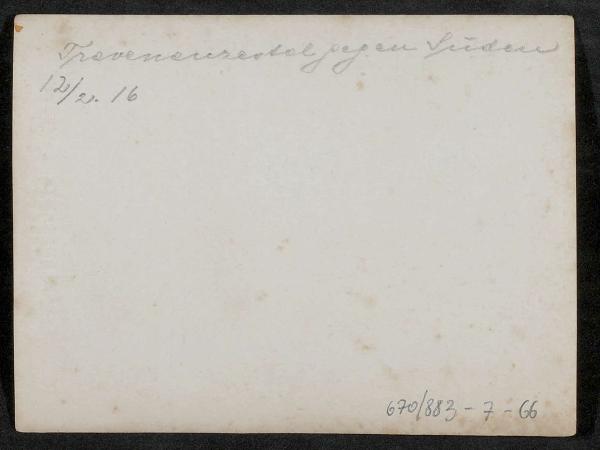 Travenanzestal gegen Süden
12/2. 16
670/883 - 7 - 66